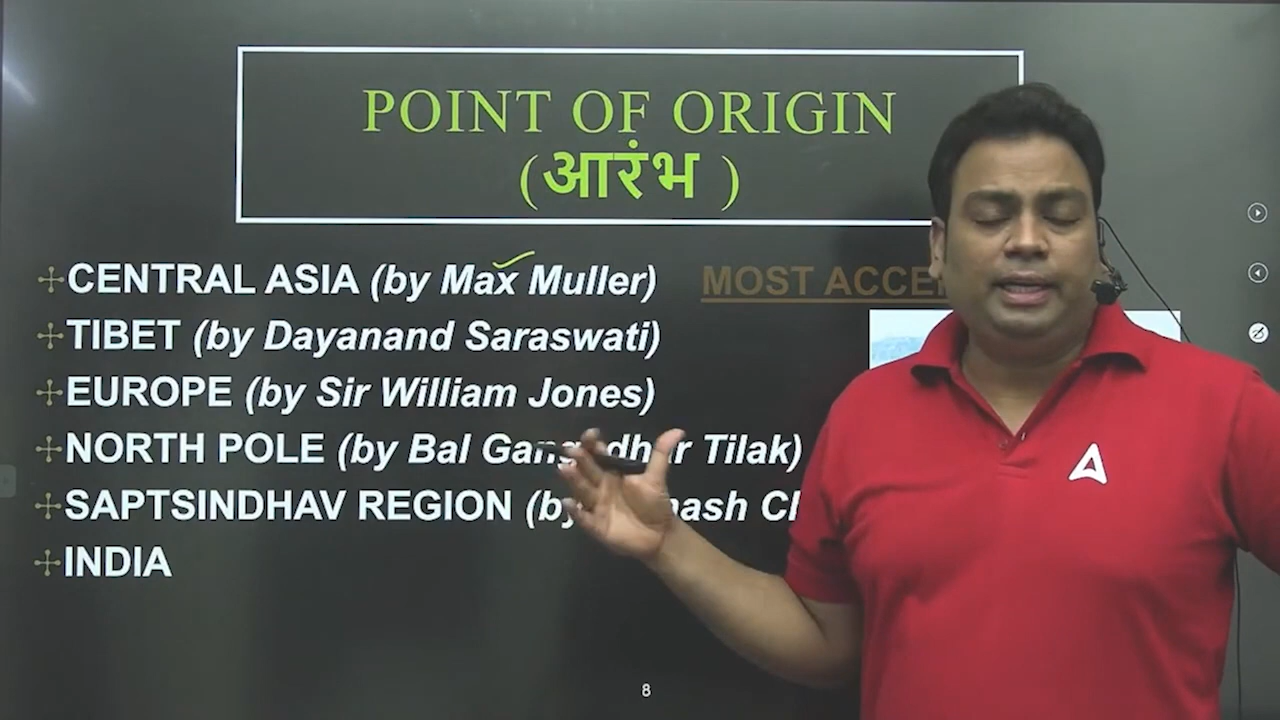 POINT OF ORIGIN
(आरंभ )
CENTRAL ASIA (by Max Muller) MOST
TIBET (by Dayanand Saraswati)
EUROPE (by Sir William Jones)
NORTH POLE (by Bal Tilak)
SAPTSINDHAV REGION (by
INDIA
8